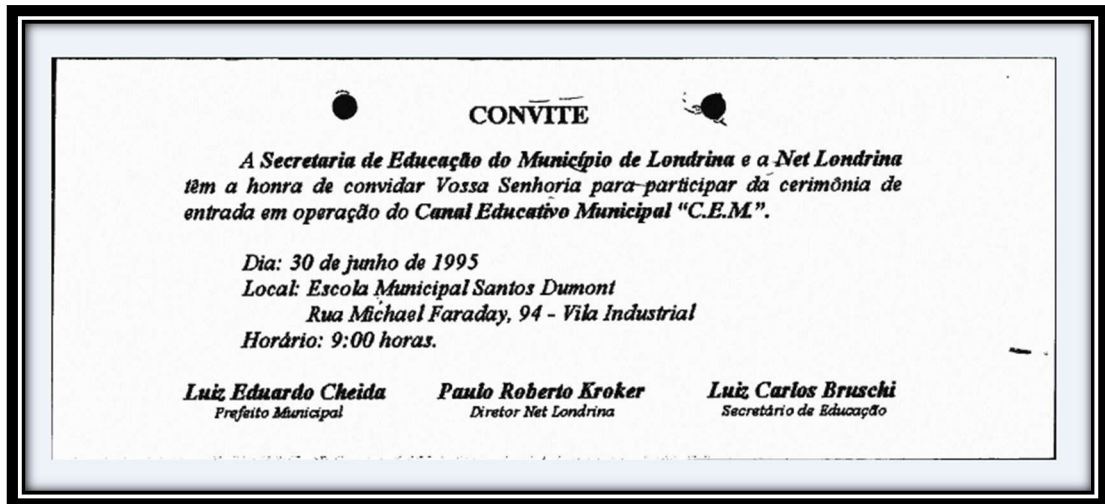 CONVITE
A Secretaria de Educação do Município de Londrina e a Net Londrina
têm a honra de convidar Vossa Senhoria para participar da cerimônia de
entrada em operação do Canal Educativo Municipal “C.E.M.”.
Dia: 30 de junho de 1995
Local: Escola Municipal Santos Dumont
Rua Michael Faraday, 94 - Vila Industrial
Horário: 9:00 horas.
Luiz Eduardo Cheida Paulo Roberto Kroker Luiz Carlos Bruschi
Prefeito Municipal Diretor Net Londrina Secretário de Educação